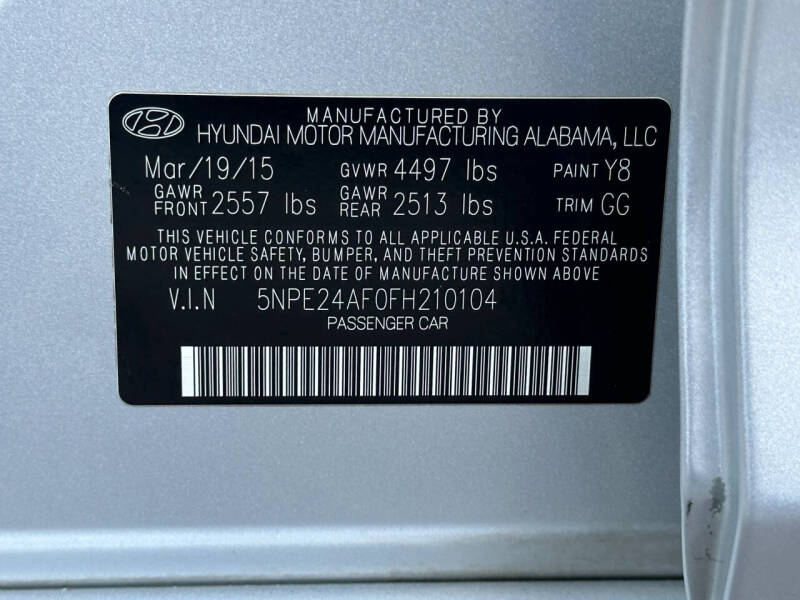 MANUFACTURED BY
HYUNDAI MOTOR MANUFACTURING ALABAMA, LLC
Mar/19/15 GVWR 4497 lbs PAINT Y8
GAWR FRONT 2557 lbs GAWR REAR 2513 lbs TRIM GG
THIS VEHICLE CONFORMS TO ALL APPLICABLE U.S.A. FEDERAL
MOTOR VEHICLE SAFETY, BUMPER, AND THEFT PREVENTION STANDARDS
IN EFFECT ON THE DATE OF MANUFACTURE SHOWN ABOVE
V.I.N 5NPE24AF0FH210104
PASSENGER CAR